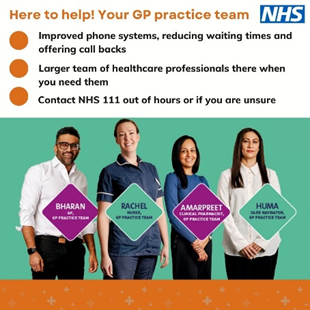 Here to help! Your GP practice team
NHS
Improved phone systems, reducing waiting times and
offering call backs
Larger team of healthcare professionals there when
you need them
Contact NHS 111 out of hours or if you are unsure
BHARAN
GP,
GP PRACTICE TEAM
RACHEL
NURSE,
GP PRACTICE TEAM
AMARPREET
CLINICAL PHARMACIST,
GP PRACTICE TEAM
HUMA
CARE NAVIGATOR,
GP PRACTICE TEAM